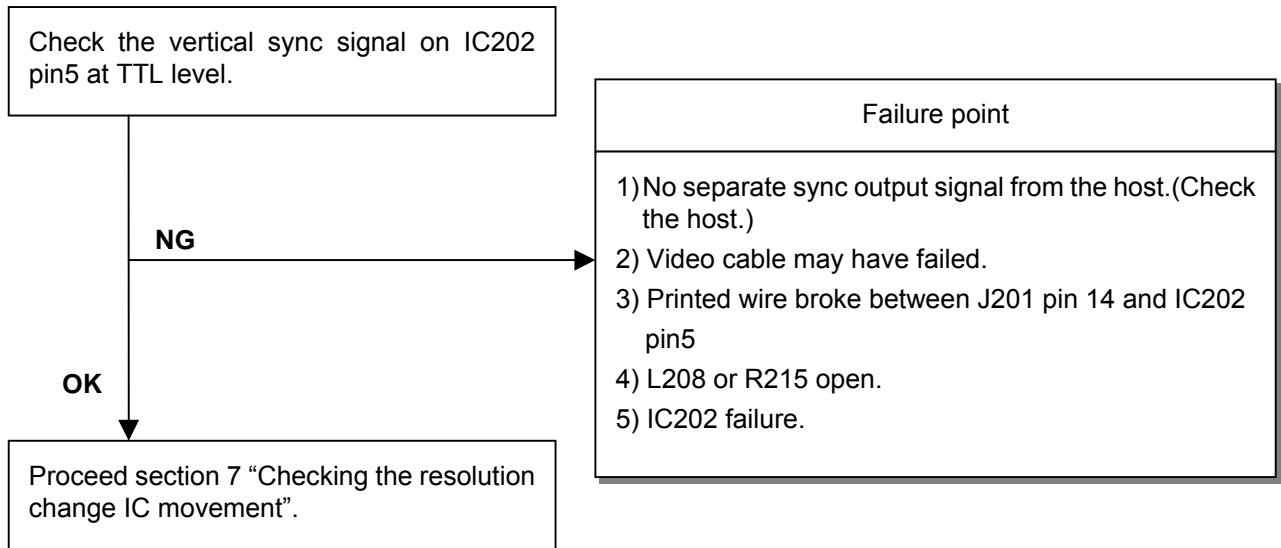 Check the vertical sync signal on IC202
pin5 at TTL level.
NG
OK
Failure point
1)No separate sync output signal from the host.(Check
the host.)
2) Video cable may have failed.
3) Printed wire broke between J201 pin 14 and IC202
pin5
4) L208 or R215 open.
5) IC202 failure.
Proceed section 7 “Checking the resolution
change IC movement”.